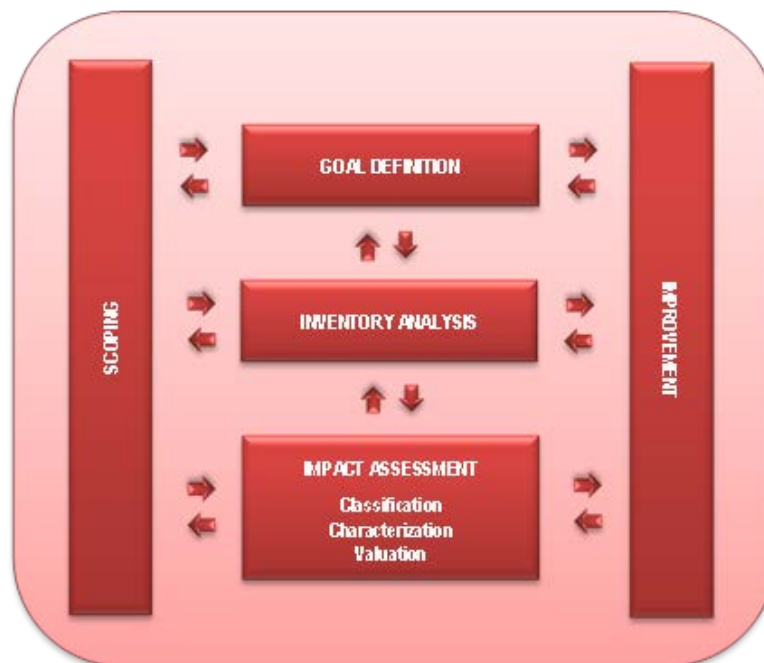 SCOPING
GOAL DEFINITION
INVENTORY ANALYSIS
IMPACT ASSESSMENT
Classification
Characterization
Valuation
IMPROVEMENT